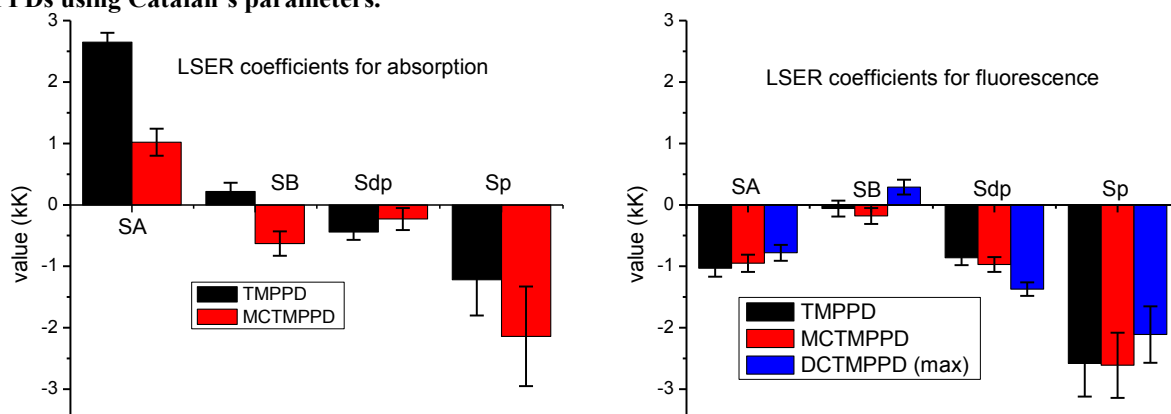 PDs using Catalán's parameters.
LSER coefficients for absorption
value (kK)
3
2
1
0
-1
-2
-3
SA
SB
Sdp
Sp
TMPPD
MCTMPPD
LSER coefficients for fluorescence
value (kK)
3
2
1
0
-1
-2
-3
SA
SB
Sdp
Sp
TMPPD
MCTMPPD
DCTMPPD (max)